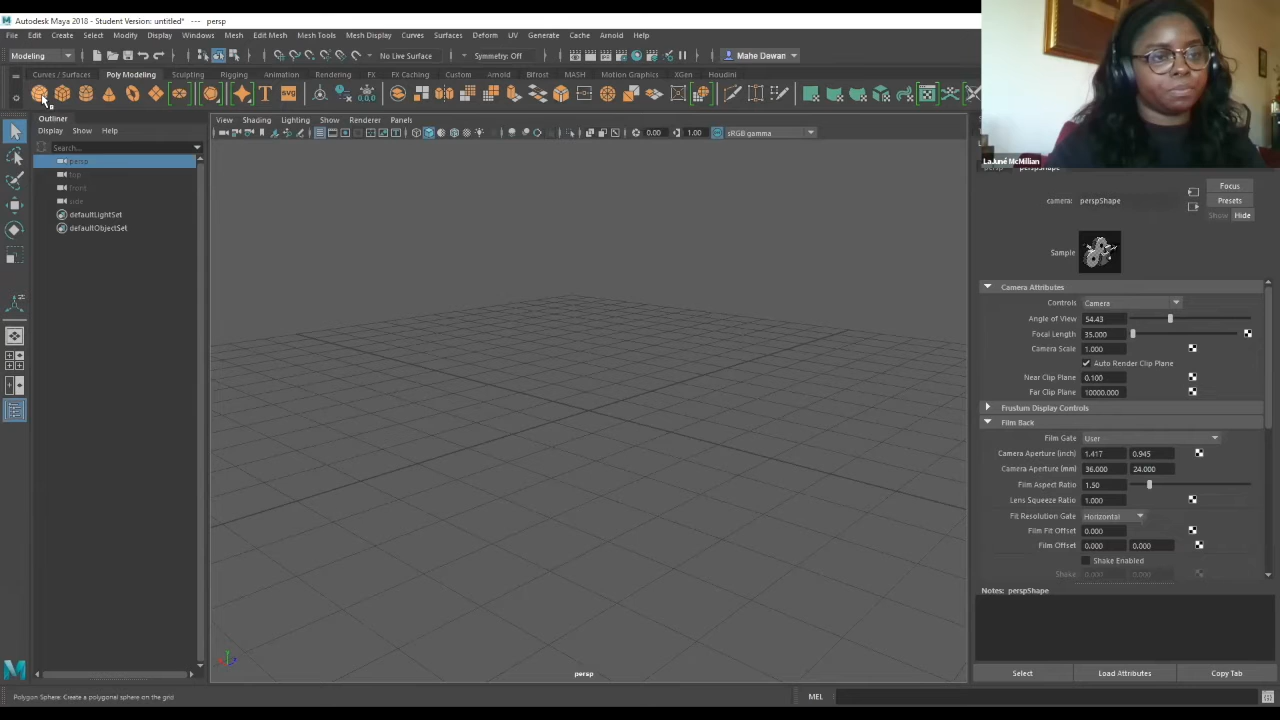 Autodesk Maya 2018 - Student Version: untitled* --- persp
File Edit Create Select Modify Display Windows Mesh Edit Mesh Mesh Tools Mesh Display Curves Surfaces Deform UV Generate Cache Arnold Help
Modeling No Live Surface Symmetry: Off Mahe Dewan
Curves / Surfaces Poly Modeling Sculpting Rigging Animation Rendering FX FX Caching Custom Arnold Bifrost MASH Motion Graphics XGen Houdini
T SVG
Outliner
Display Show Help
Search...
persp
top
front
side
defaultLightSet
defaultObjectSet
View Shading Lighting Show Renderer Panels
0.00 1.00 sRGB gamma
persp
LaJuné McMillian
perspShape
camera: perspShape
Focus
Presets
Show Hide
Sample
Camera Attributes
Controls Camera
Angle of View 54.43
Focal Length 35.000
Camera Scale 1.000
Auto Render Clip Plane
Near Clip Plane 0.100
Far Clip Plane 10000.000
Frustum Display Controls
Film Back
Film Gate User
Camera Aperture (inch) 1.417 0.945
Camera Aperture (mm) 36.000 24.000
Film Aspect Ratio 1.50
Lens Squeeze Ratio 1.000
Fit Resolution Gate Horizontal
Film Fit Offset 0.000
Film Offset 0.000 0.000
Shake Enabled
Shake 0.000 0.000
Notes: perspShape
Select Load Attributes Copy Tab
Polygon Sphere: Create a polygonal sphere on the grid
MEL